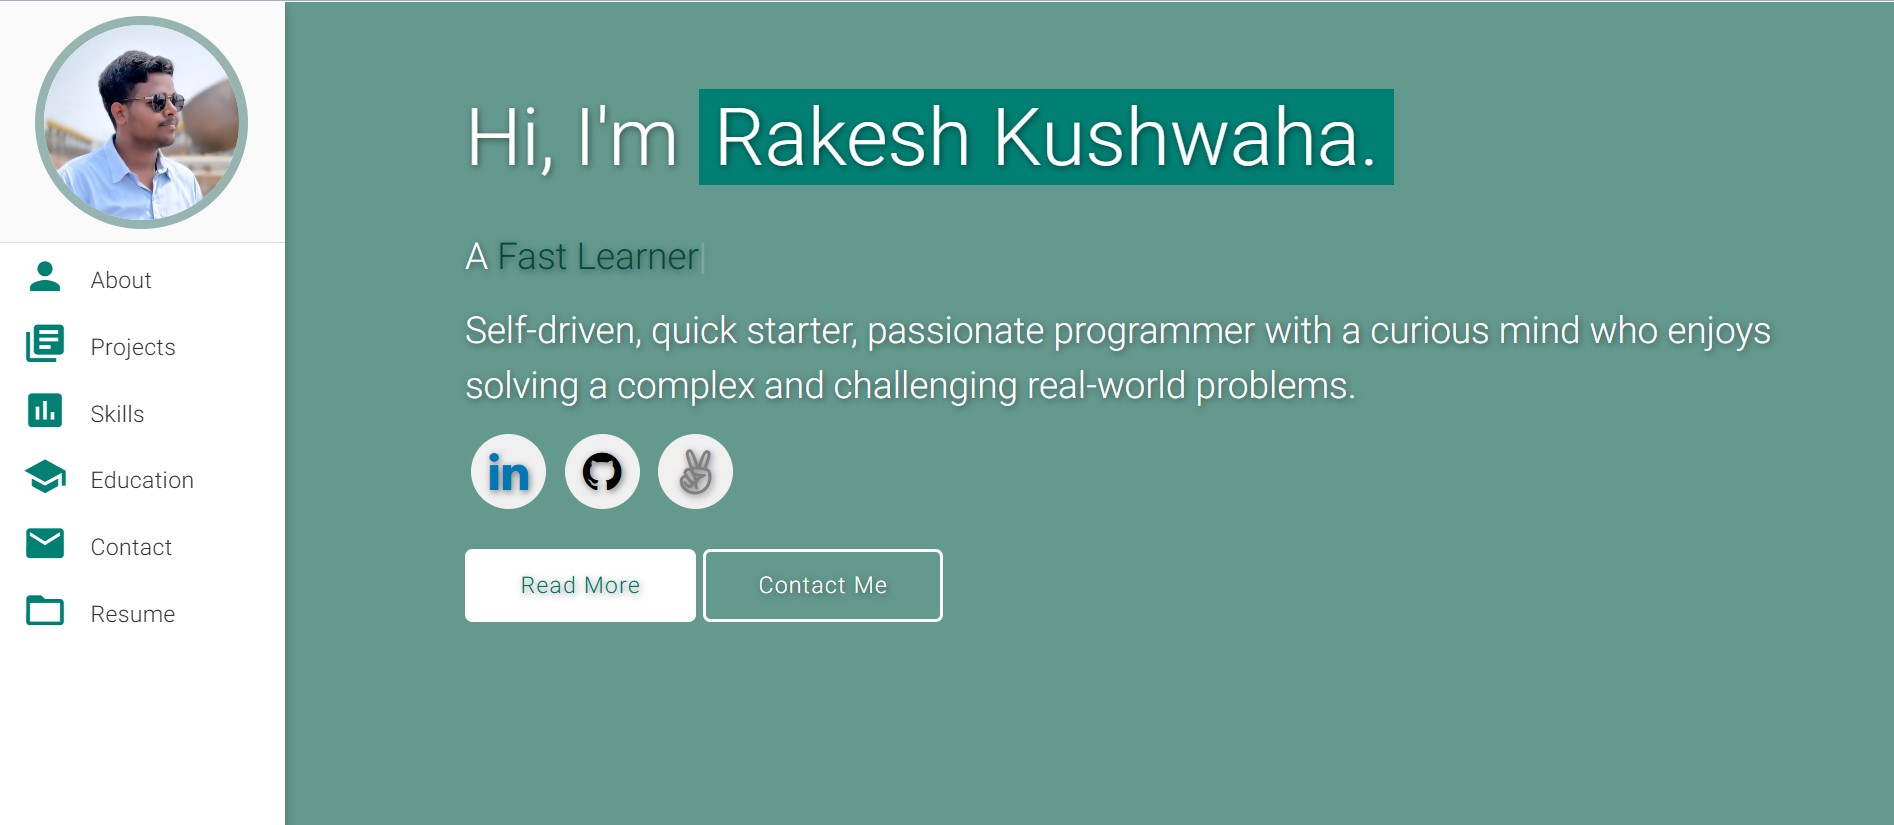 About
Projects
Skills
Education
Contact
Resume
Hi, I'm Rakesh Kushwaha.
A Fast Learner
Self-driven, quick starter, passionate programmer with a curious mind who enjoys
solving a complex and challenging real-world problems.
in
Read More
Contact Me